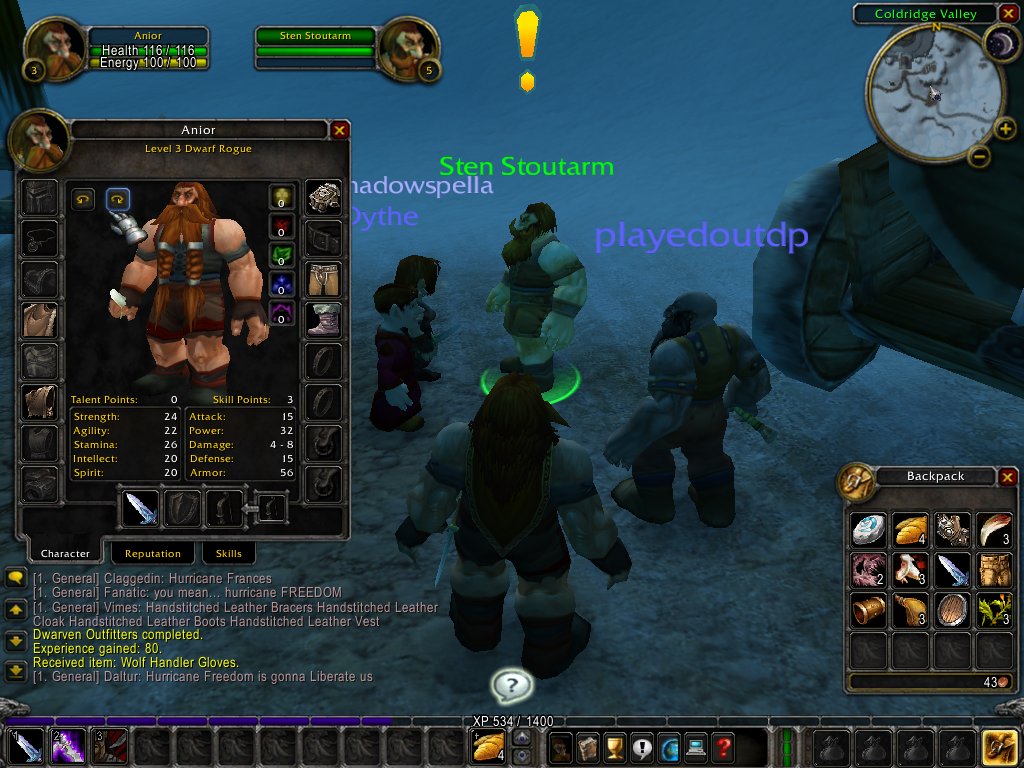 Anior
Health 116 / 116
Energy 100 / 100
3
Sten Stoutarm
5
Coldridge Valley
N
Anior
Level 3 Dwarf Rogue
0
0
0
0
0
Talent Points: 0 Skill Points: 3
Strength: 24 Attack: 15
Agility: 22 Power: 32
Stamina: 26 Damage: 4 - 8
Intellect: 20 Defense: 15
Spirit: 20 Armor: 56
Character Reputation Skills
Sten Stoutarm
hadowspella
Dythe
playedoutdp
Backpack
4 3
2 3
3 3
43
[1. General] Claggedin: Hurricane Frances
[1. General] Fanatic: you mean... hurricane FREEDOM
[1. General] Vimes: Handstitched Leather Bracers Handstitched Leather
Cloak Handstitched Leather Boots Handstitched Leather Vest
Dwarven Outfitters completed.
Experience gained: 80.
Received item: Wolf Handler Gloves.
[1. General] Daltur: Hurricane Freedom is gonna Liberate us
?
XP 534 / 1400
1 2 3 4
! ?